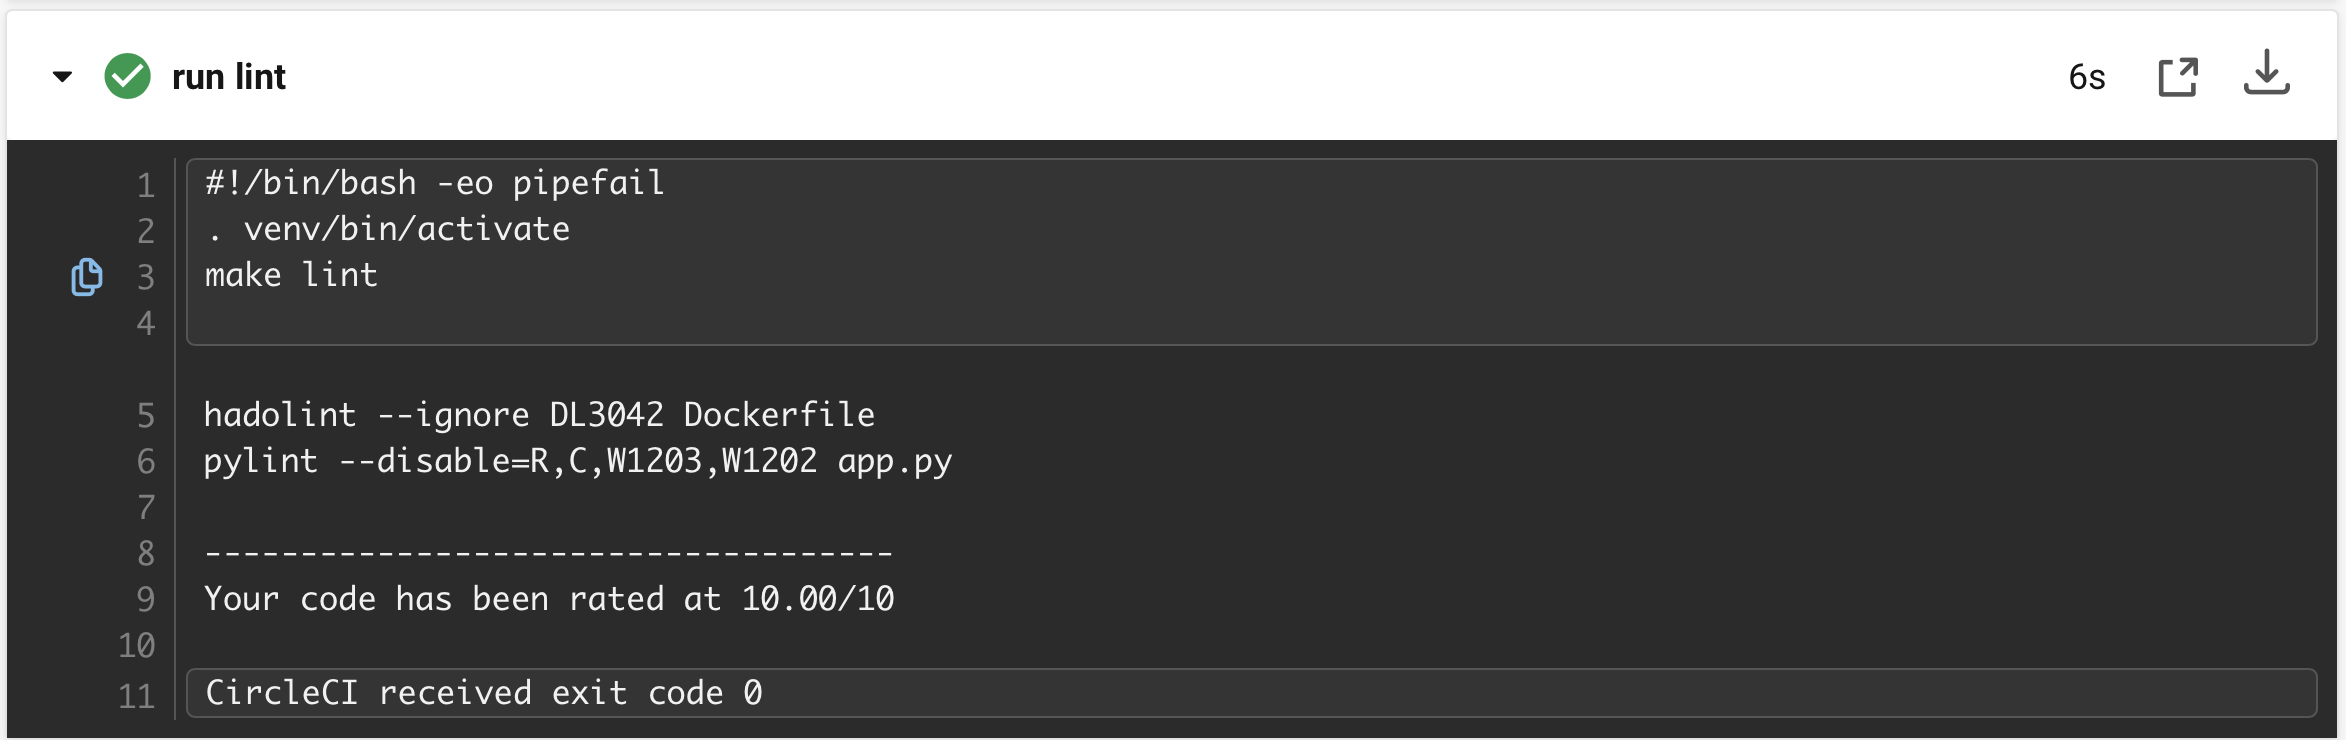 run lint
6s
1 #!/bin/bash -eo pipefail
2 . venv/bin/activate
3 make lint
4
5 hadolint --ignore DL3042 Dockerfile
6 pylint --disable=R,C,W1203,W1202 app.py
7
8 ------------------------------------
9 Your code has been rated at 10.00/10
10
11 CircleCI received exit code 0